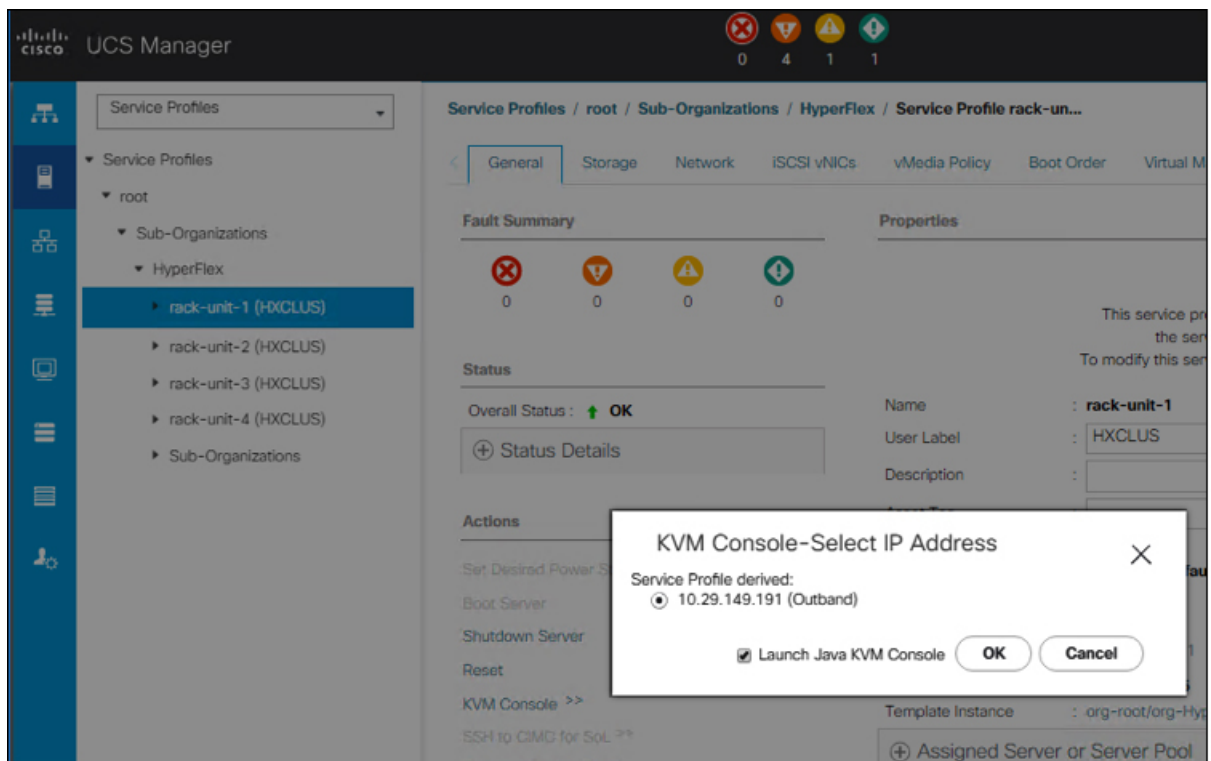 cisco UCS Manager
0 4 1 1
Service Profiles
Service Profiles
root
Sub-Organizations
HyperFlex
rack-unit-1 (HXCLUS)
rack-unit-2 (HXCLUS)
rack-unit-3 (HXCLUS)
rack-unit-4 (HXCLUS)
Sub-Organizations
Service Profiles / root / Sub-Organizations / HyperFlex / Service Profile rack-un...
General Storage Network iSCSI vNICs vMedia Policy Boot Order Virtual M
Fault Summary
0 0 0 0
Status
Overall Status : OK
Status Details
Actions
Set Desired Power S
Boot Server
Shutdown Server
Reset
KVM Console >>
SSH to CIMC for SoL >>
Properties
This service pr
the ser
To modify this ser
Name : rack-unit-1
User Label : HXCLUS
Description :
KVM Console-Select IP Address
Service Profile derived:
10.29.149.191 (Outband)
Launch Java KVM Console OK Cancel
fau
Template Instance : org-root/org-Hyp
Assigned Server or Server Pool